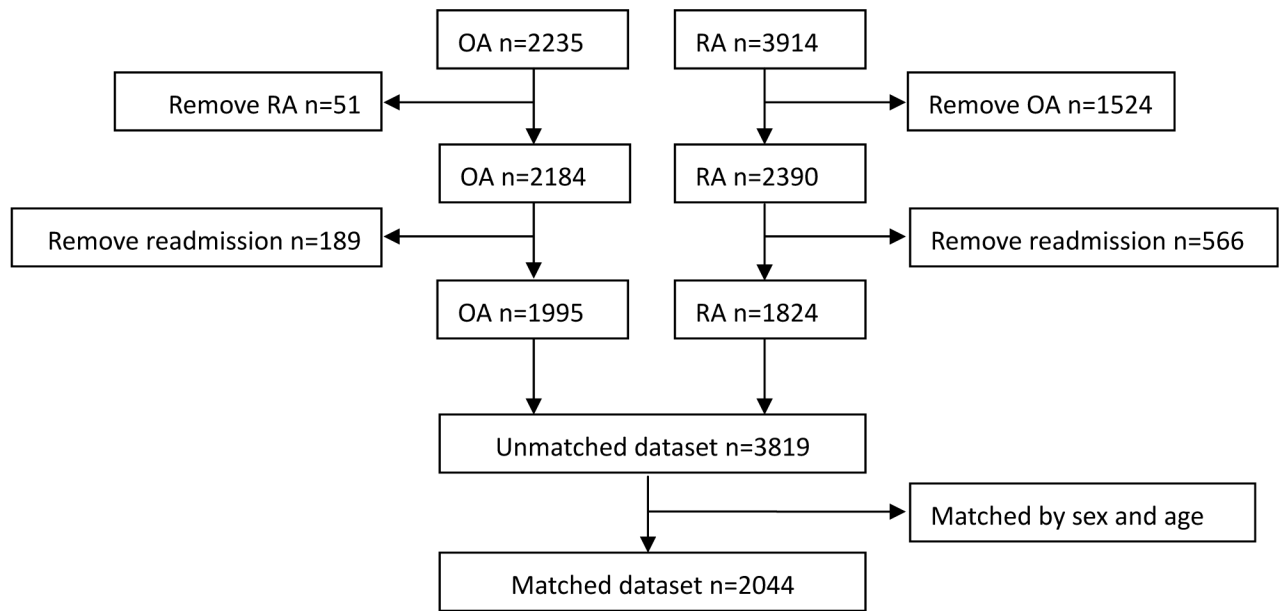 OA n=2235
RA n=3914
Remove RA n=51
Remove OA n=1524
OA n=2184
RA n=2390
Remove readmission n=189
Remove readmission n=566
OA n=1995
RA n=1824
Unmatched dataset n=3819
Matched by sex and age
Matched dataset n=2044